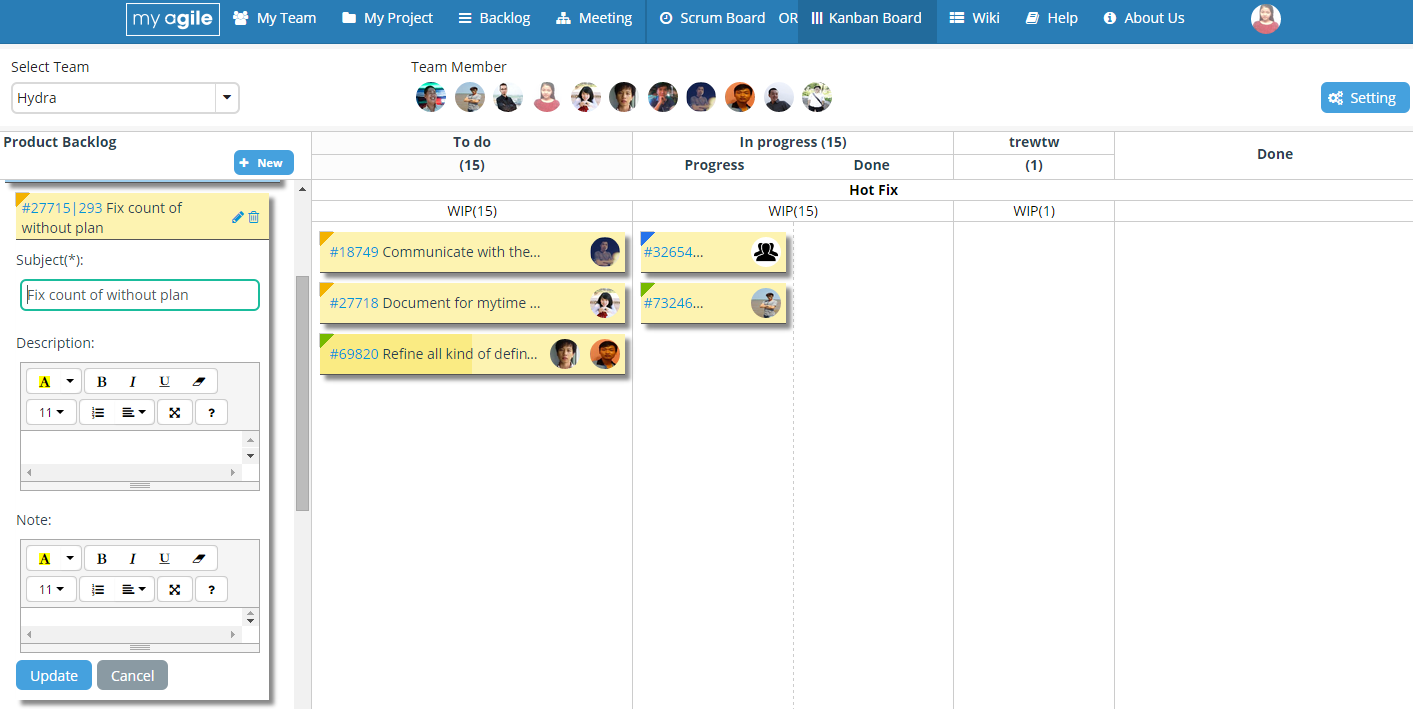 my agile My Team My Project Backlog Meeting Scrum Board OR Kanban Board Wiki Help About Us
Select Team
Team Member
Hydra
Setting
Product Backlog
New
To do
(15)
In progress (15)
Progress Done
trewtw
(1)
Done
Hot Fix
WIP(15) WIP(15) WIP(1)
#27715|293 Fix count of
without plan
Subject(*):
Fix count of without plan
Description:
A B I U
11 ?
Note:
A B I U
11 ?
Update Cancel
#18749 Communicate with the...
#27718 Document for mytime ...
#69820 Refine all kind of defin...
#32654...
#73246...